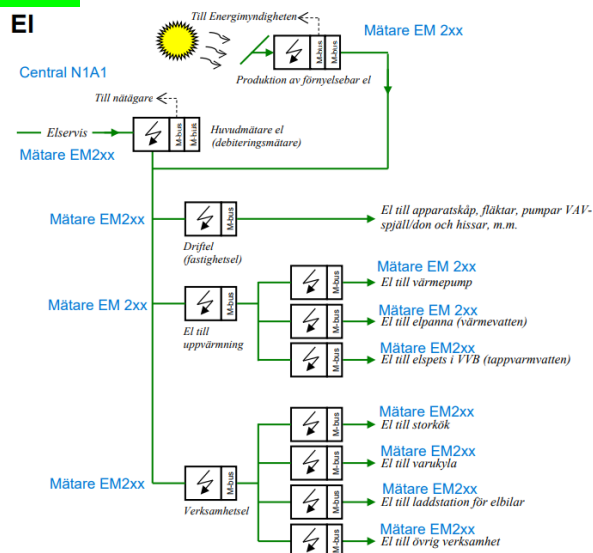 El
Till Energimyndigheten
M-bus
M-bus
Mätare EM 2xx
Produktion av förnyelsebar el
Central N1A1
Till nätägare
Elservis
M-bus
M-bus
Huvudmätare el
(debiteringsmätare)
Mätare EM2xx
Mätare EM2xx
M-bus
Driftel
(fastighetsel)
El till apparatskåp, fläktar, pumpar VAV-
spjäll/don och hissar, m.m.
Mätare EM 2xx
M-bus
El till
uppvärmning
M-bus
Mätare EM 2xx
El till värmepump
M-bus
Mätare EM 2xx
El till elpanna (värmevatten)
M-bus
Mätare EM2xx
El till elspets i VVB (tappvarmvatten)
Mätare EM2xx
M-bus
Verksamhetsel
M-bus
Mätare EM2xx
El till storkök
M-bus
Mätare EM2xx
El till varukyla
M-bus
Mätare EM2xx
El till laddstation för elbilar
M-bus
Mätare EM2xx
El till övrig verksamhet